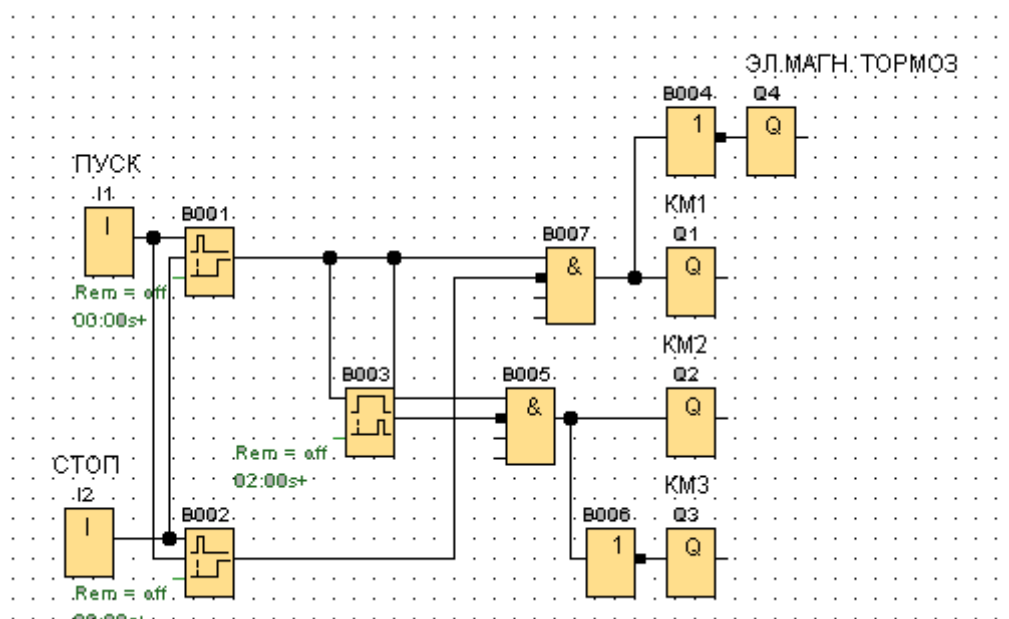 ЭЛ.МАГН. ТОРМОЗ
B004 Q4
1 Q
ПУСК
I1
I
B001
Rem = off
00:00s+
КМ1
B007 Q1
& Q
КМ2
B003 B005 Q2
& Q
Rem = off
02:00s+
СТОП
I2
I
B002
Rem = off
КМ3
B006 Q3
1 Q